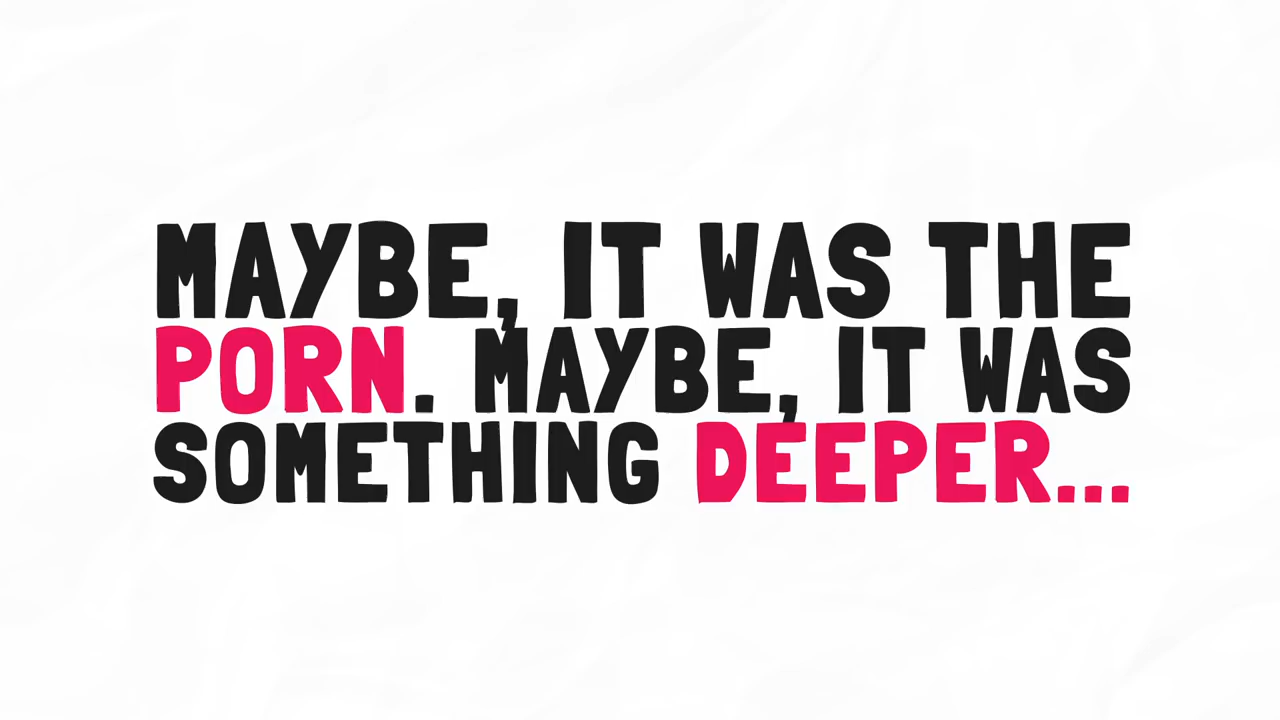 MAYBE, IT WAS THE
PORN. MAYBE, IT WAS
SOMETHING DEEPER...